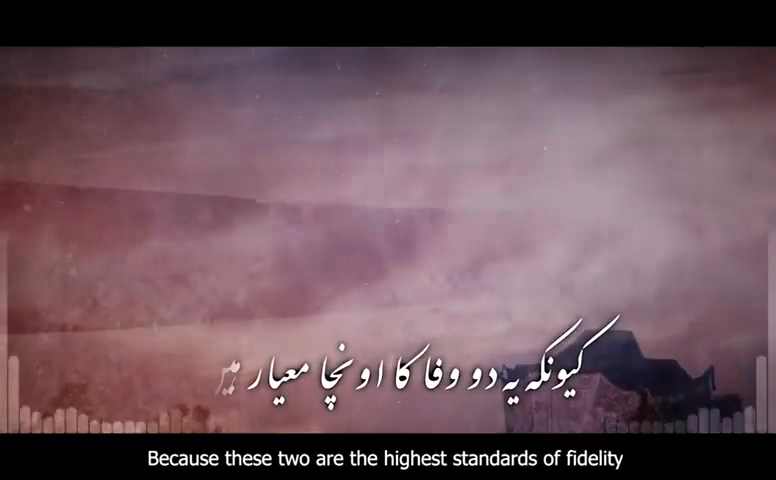 کیونکہ یہ دو وفا کا اونچا معیار ہیں
Because these two are the highest standards of fidelity